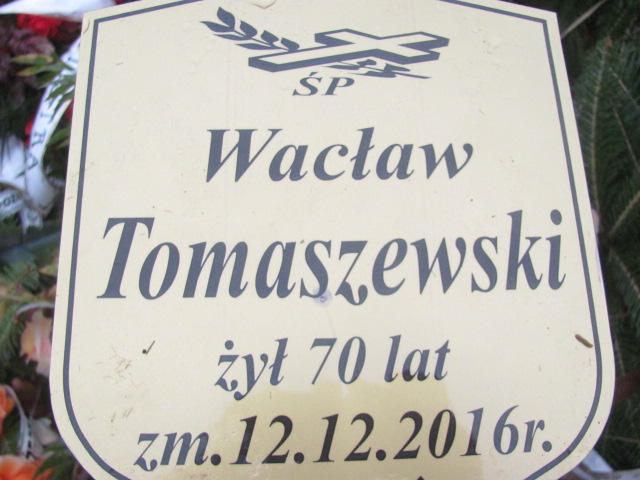 ŚP
Wacław
Tomaszewski
żył 70 lat
zm.12.12.2016r.